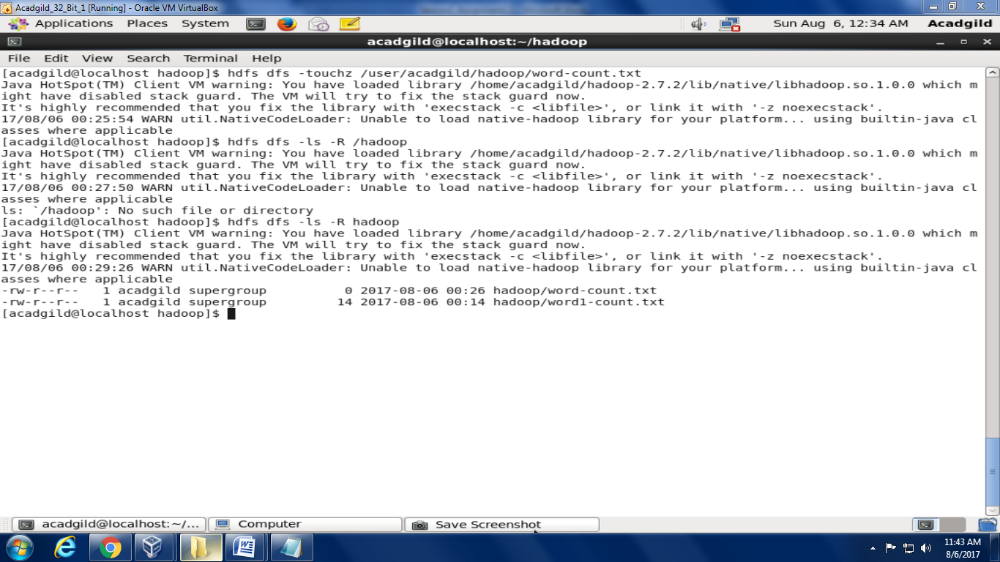 Acadgild_32_Bit_1 [Running] - Oracle VM VirtualBox
Applications Places System Sun Aug 6, 12:34 AM Acadgild
acadgild@localhost:~/hadoop
File Edit View Search Terminal Help
[acadgild@localhost hadoop]$ hdfs dfs -touchz /user/acadgild/hadoop/word-count.txt
Java HotSpot(TM) Client VM warning: You have loaded library /home/acadgild/hadoop-2.7.2/lib/native/libhadoop.so.1.0.0 which m
ight have disabled stack guard. The VM will try to fix the stack guard now.
It's highly recommended that you fix the library with 'execstack -c <libfile>', or link it with '-z noexecstack'.
17/08/06 00:25:54 WARN util.NativeCodeLoader: Unable to load native-hadoop library for your platform... using builtin-java cl
asses where applicable
[acadgild@localhost hadoop]$ hdfs dfs -ls -R /hadoop
Java HotSpot(TM) Client VM warning: You have loaded library /home/acadgild/hadoop-2.7.2/lib/native/libhadoop.so.1.0.0 which m
ight have disabled stack guard. The VM will try to fix the stack guard now.
It's highly recommended that you fix the library with 'execstack -c <libfile>', or link it with '-z noexecstack'.
17/08/06 00:27:50 WARN util.NativeCodeLoader: Unable to load native-hadoop library for your platform... using builtin-java cl
asses where applicable
ls: `/hadoop': No such file or directory
[acadgild@localhost hadoop]$ hdfs dfs -ls -R hadoop
Java HotSpot(TM) Client VM warning: You have loaded library /home/acadgild/hadoop-2.7.2/lib/native/libhadoop.so.1.0.0 which m
ight have disabled stack guard. The VM will try to fix the stack guard now.
It's highly recommended that you fix the library with 'execstack -c <libfile>', or link it with '-z noexecstack'.
17/08/06 00:29:26 WARN util.NativeCodeLoader: Unable to load native-hadoop library for your platform... using builtin-java cl
asses where applicable
-rw-r--r--   1 acadgild supergroup          0 2017-08-06 00:26 hadoop/word-count.txt
-rw-r--r--   1 acadgild supergroup         14 2017-08-06 00:14 hadoop/word1-count.txt
[acadgild@localhost hadoop]$
acadgild@localhost:~/... Computer Save Screenshot
11:43 AM
8/6/2017